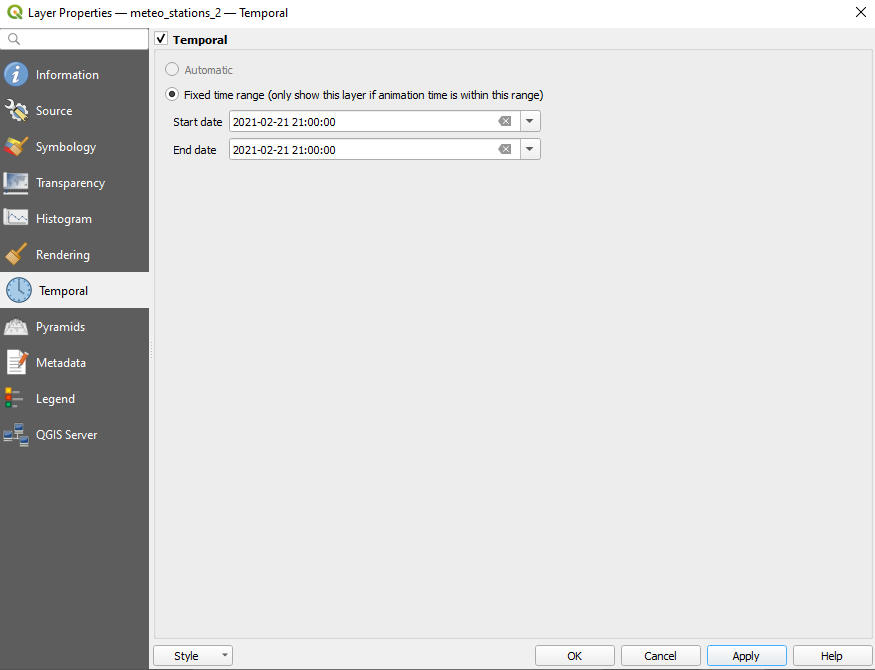 Layer Properties — meteo_stations_2 — Temporal
Information
Source
Symbology
Transparency
Histogram
Rendering
Temporal
Pyramids
Metadata
Legend
QGIS Server
Temporal
Automatic
Fixed time range (only show this layer if animation time is within this range)
Start date 2021-02-21 21:00:00
End date 2021-02-21 21:00:00
Style OK Cancel Apply Help